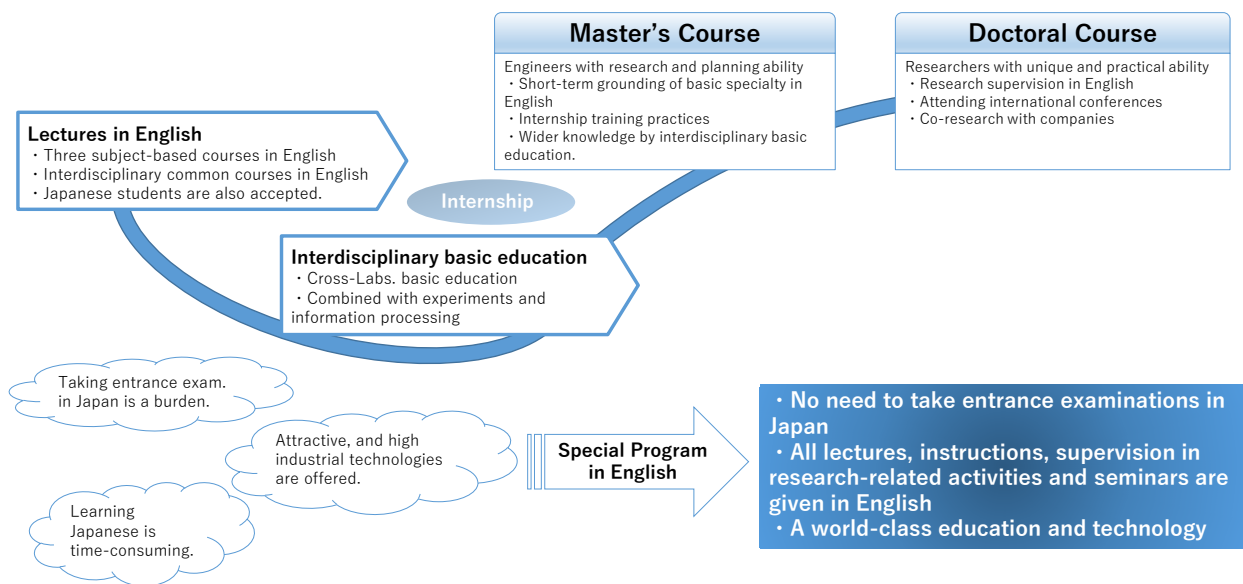 Master's Course
Engineers with research and planning ability
・Short-term grounding of basic specialty in
English
・Internship training practices
・Wider knowledge by interdisciplinary basic
education.
Doctoral Course
Researchers with unique and practical ability
・Research supervision in English
・Attending international conferences
・Co-research with companies
Lectures in English
・Three subject-based courses in English
・Interdisciplinary common courses in English
・Japanese students are also accepted.
Internship
Interdisciplinary basic education
・Cross-Labs. basic education
・Combined with experiments and
information processing
Taking entrance exam.
in Japan is a burden.
Attractive, and high
industrial technologies
are offered.
Learning
Japanese is
time-consuming.
Special Program
in English
・No need to take entrance examinations in
Japan
・All lectures, instructions, supervision in
research-related activities and seminars are
given in English
・A world-class education and technology